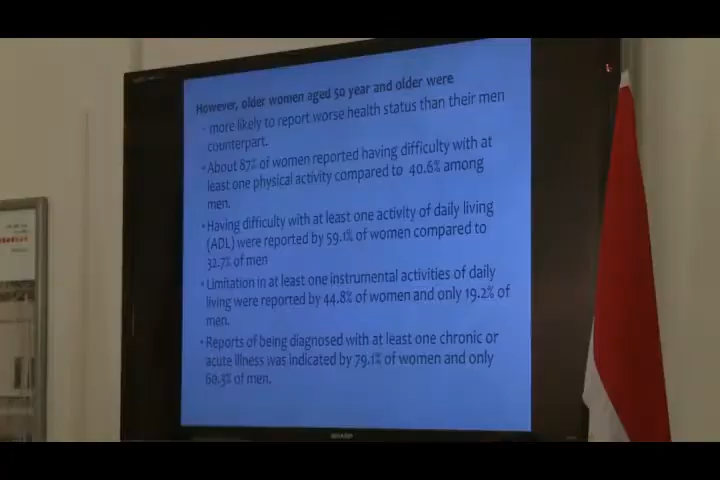 However, older women aged 50 year and older were
- more likely to report worse health status than their men
counterpart.
• About 87% of women reported having difficulty with at
least one physical activity compared to 40.6% among
men.
• Having difficulty with at least one activity of daily living
(ADL) were reported by 59.1% of women compared to
32.7% of men
• Limitation in at least one instrumental activities of daily
living were reported by 44.8% of women and only 19.2% of
men.
• Reports of being diagnosed with at least one chronic or
acute illness was indicated by 79.1% of women and only
60.3% of men.
SHARP